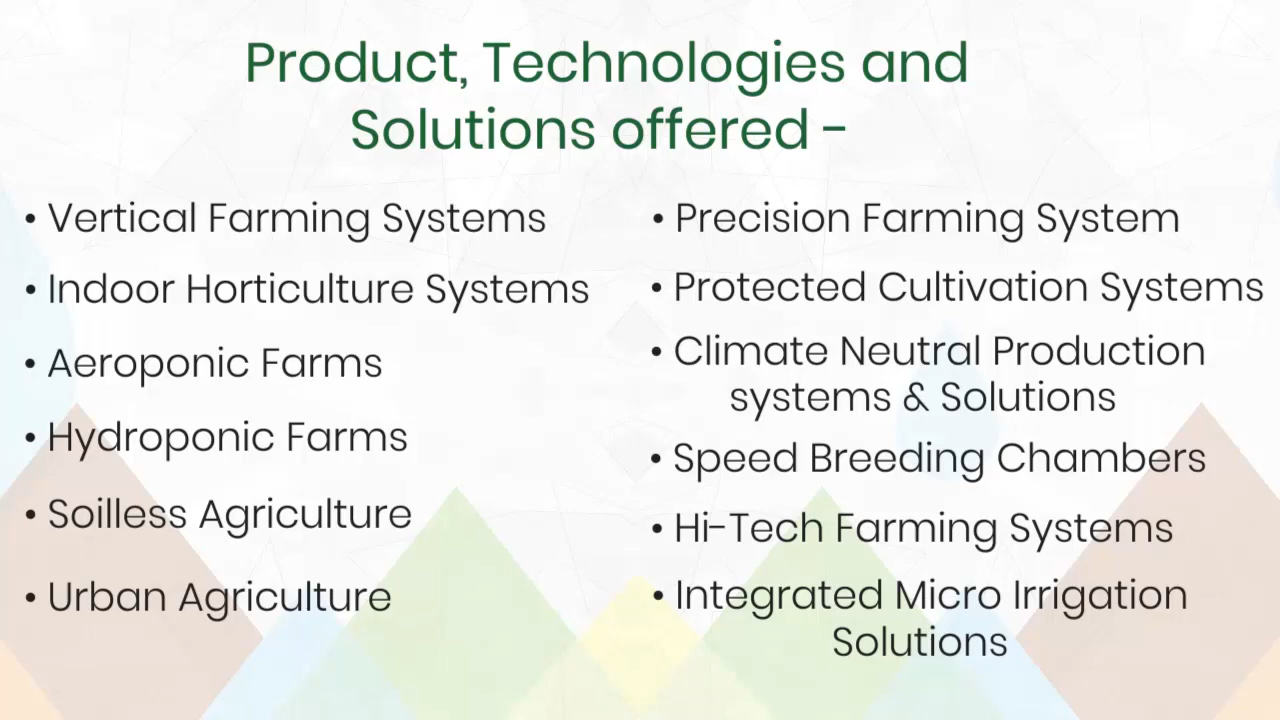 Product, Technologies and
Solutions offered -
• Vertical Farming Systems
• Indoor Horticulture Systems
• Aeroponic Farms
• Hydroponic Farms
• Soilless Agriculture
• Urban Agriculture
• Precision Farming System
• Protected Cultivation Systems
• Climate Neutral Production
systems & Solutions
• Speed Breeding Chambers
• Hi-Tech Farming Systems
• Integrated Micro Irrigation
Solutions